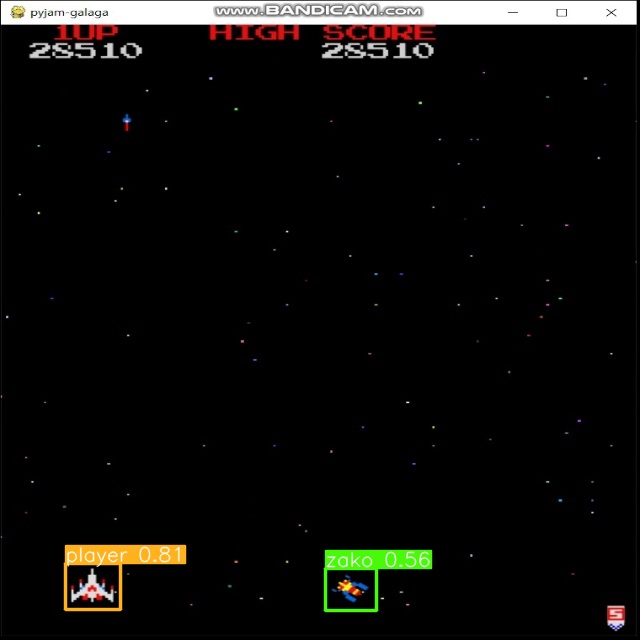 pyjam-galaga
www.BANDICAM.com
1UP HIGH SCORE
28510 28510
player 0.81
zako 0.56
5